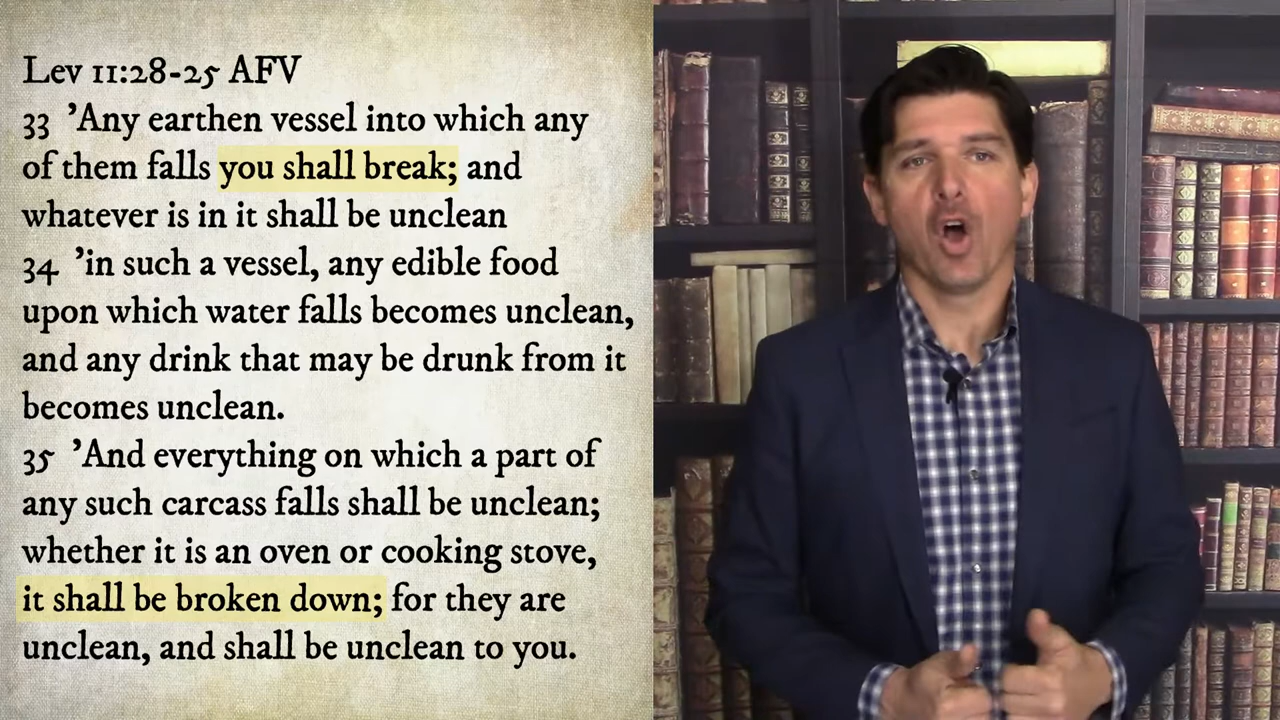 Lev 11:28-25 AFV
33 ’Any earthen vessel into which any
of them falls you shall break; and
whatever is in it shall be unclean
34 ’in such a vessel, any edible food
upon which water falls becomes unclean,
and any drink that may be drunk from it
becomes unclean.
35 ’And everything on which a part of
any such carcass falls shall be unclean;
whether it is an oven or cooking stove,
it shall be broken down; for they are
unclean, and shall be unclean to you.